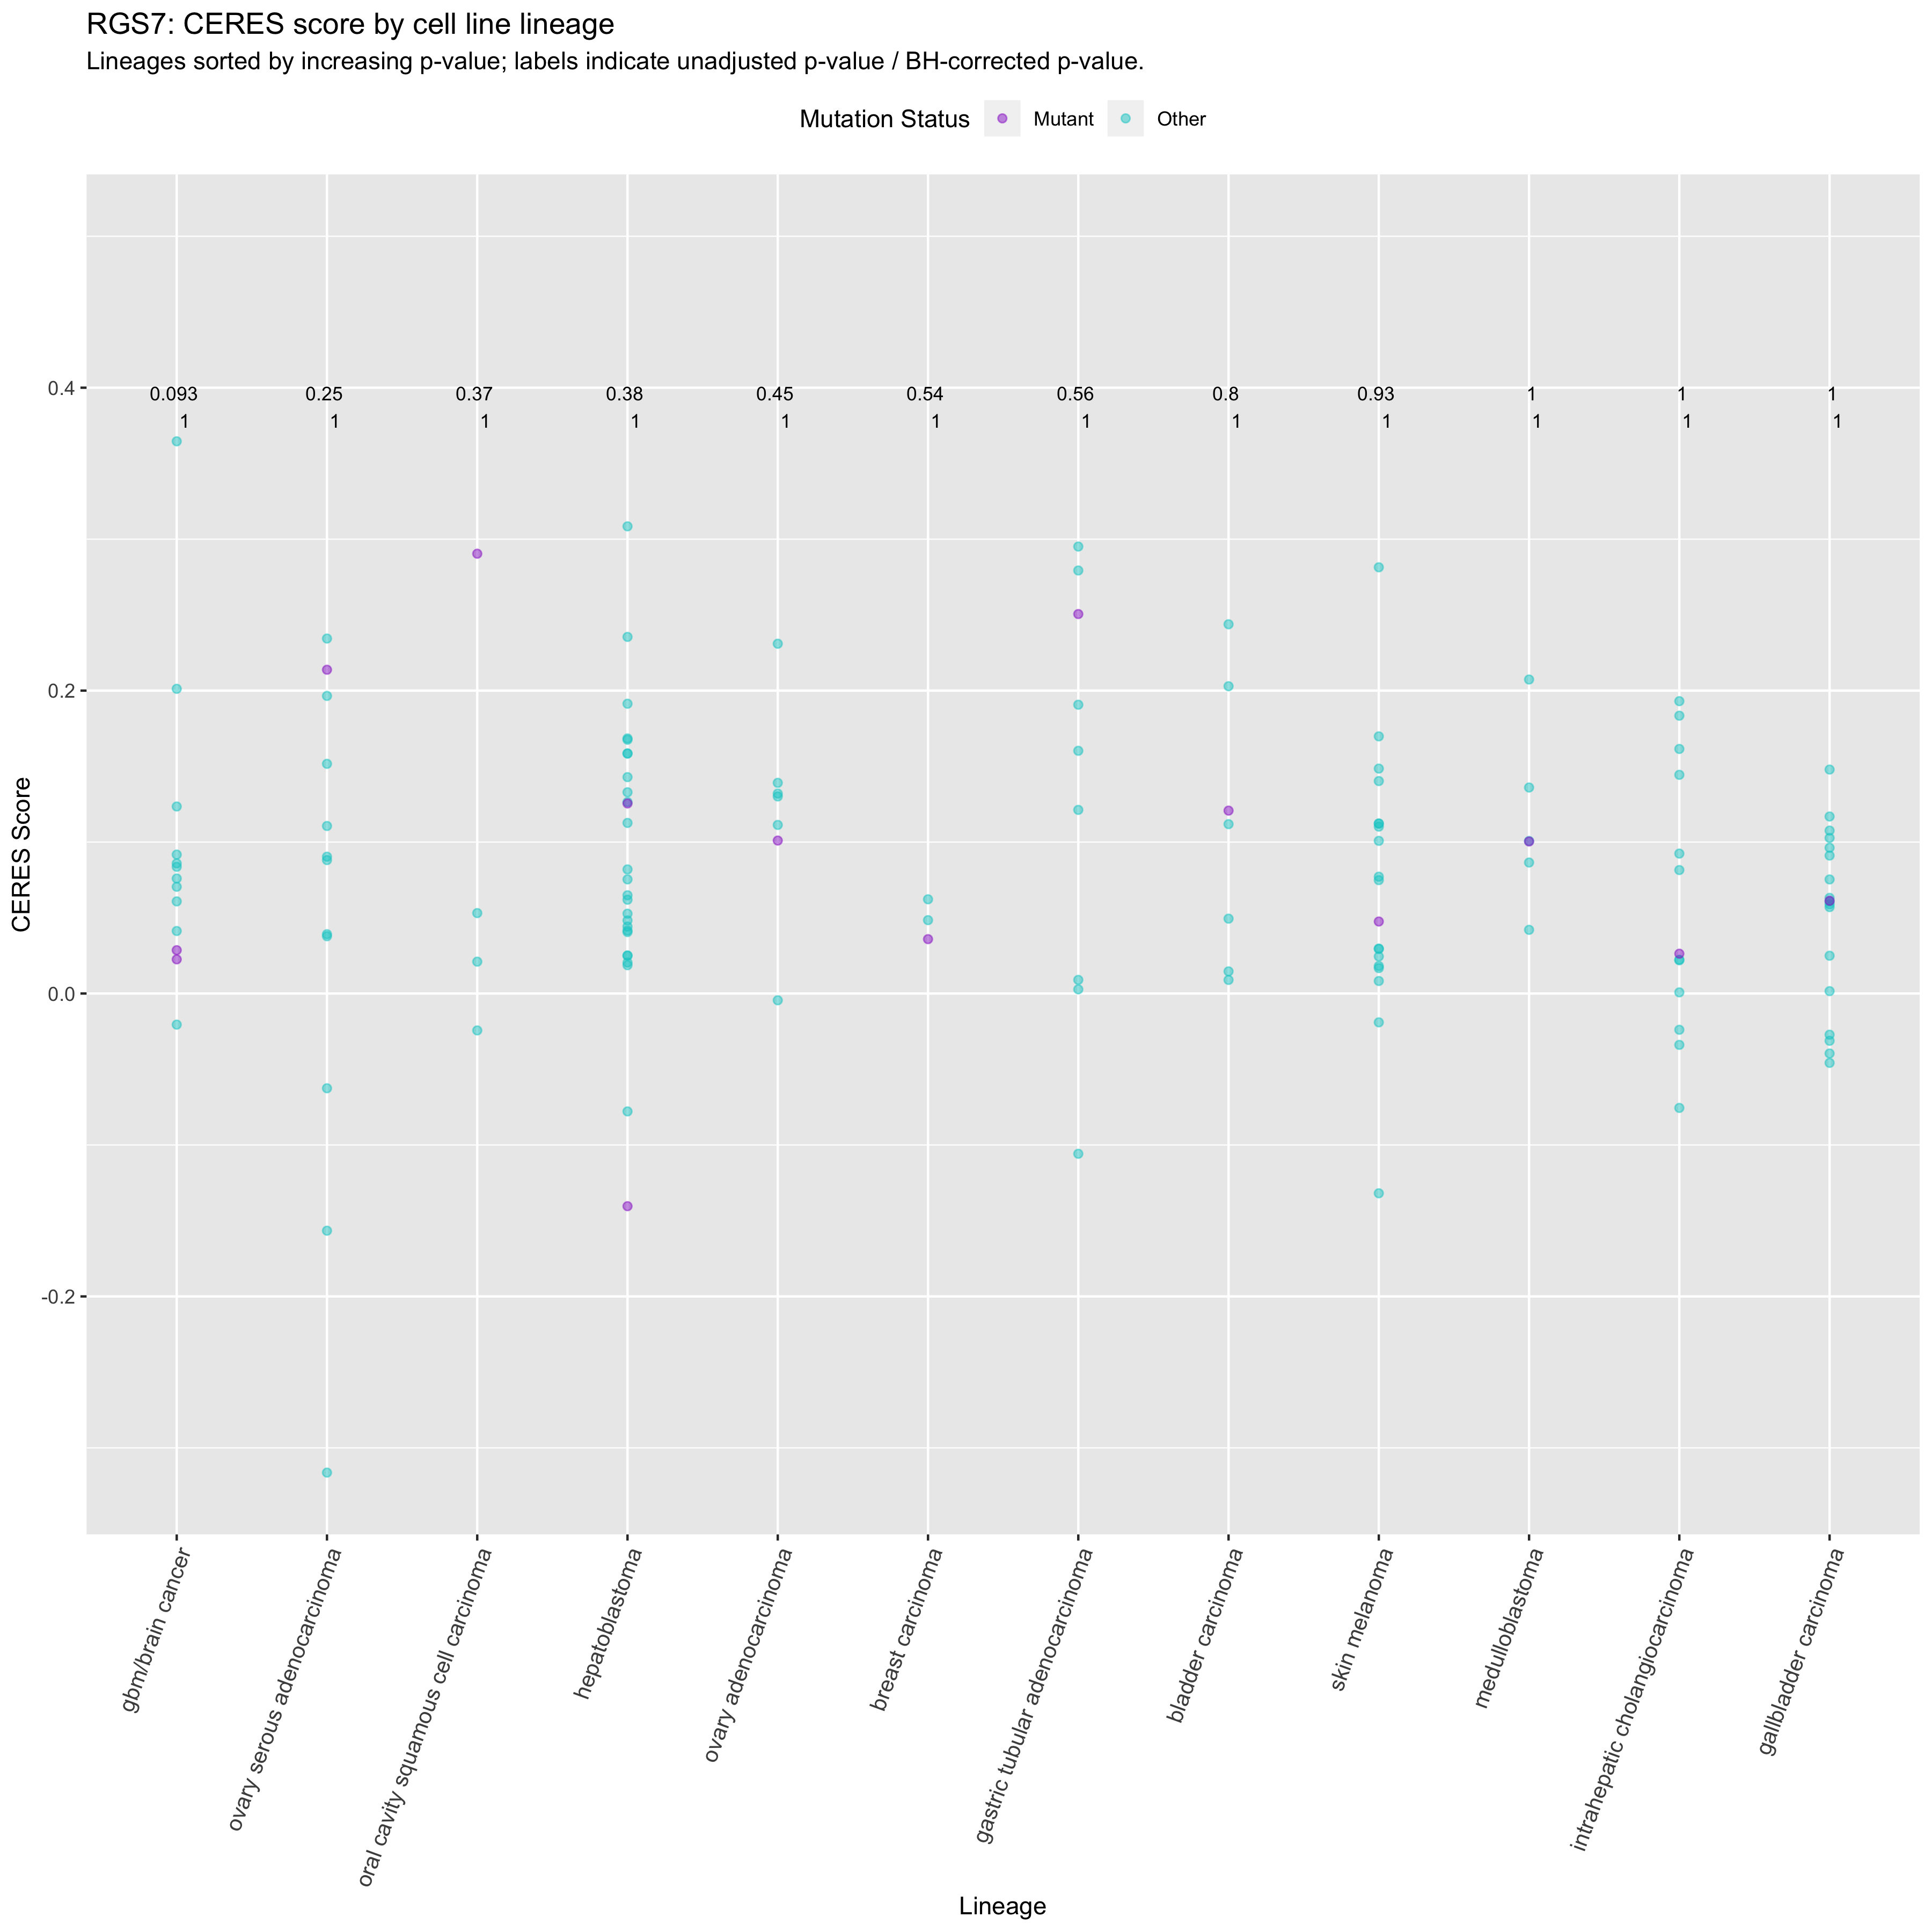 RGS7: CERES score by cell line lineage
Lineages sorted by increasing p-value; labels indicate unadjusted p-value / BH-corrected p-value.
Mutation Status Mutant Other
0.4
0.2
0.0
-0.2
CERES Score
0.093 0.25 0.37 0.38 0.45 0.54 0.56 0.8 0.93 1 1 1
1 1 1 1 1 1 1 1 1 1 1 1
gbm/brain cancer
ovary serous adenocarcinoma
oral cavity squamous cell carcinoma
hepatoblastoma
ovary adenocarcinoma
breast carcinoma
gastric tubular adenocarcinoma
bladder carcinoma
skin melanoma
medulloblastoma
intrahepatic cholangiocarcinoma
gallbladder carcinoma
Lineage